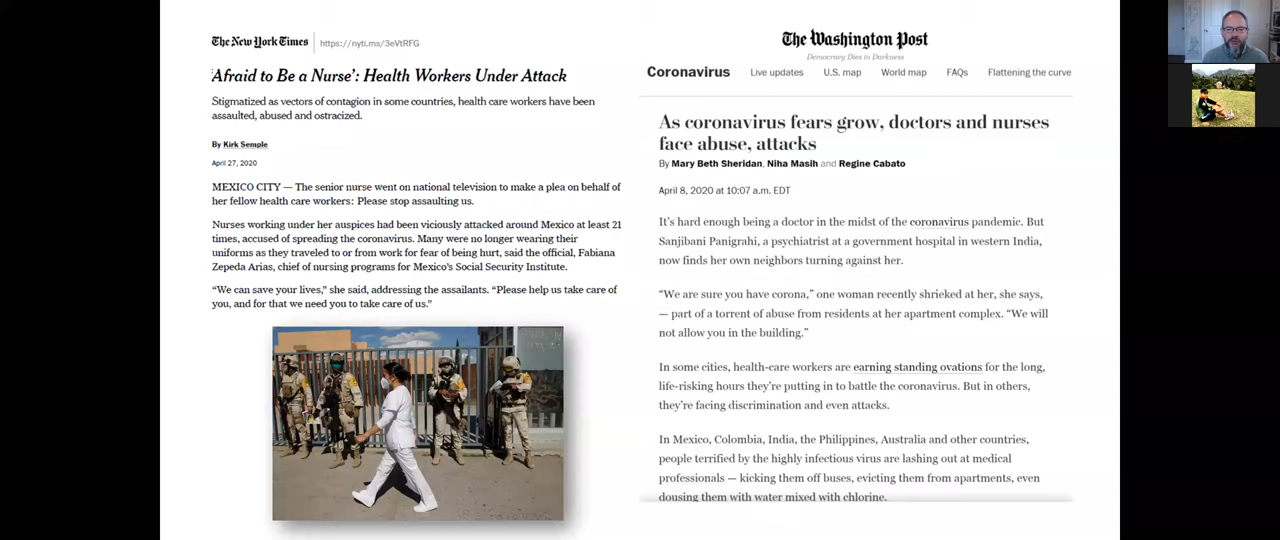 The New York Times
https://nyti.ms/3eVtRFG
'Afraid to Be a Nurse': Health Workers Under Attack
Stigmatized as vectors of contagion in some countries, health care workers have been
assaulted, abused and ostracized.
By Kirk Semple
April 27, 2020
MEXICO CITY — The senior nurse went on national television to make a plea on behalf of
her fellow health care workers: Please stop assaulting us.
Nurses working under her auspices had been viciously attacked around Mexico at least 21
times, accused of spreading the coronavirus. Many were no longer wearing their
uniforms as they traveled to or from work for fear of being hurt, said the official, Fabiana
Zepeda Arias, chief of nursing programs for Mexico's Social Security Institute.
“We can save your lives,” she said, addressing the assailants. “Please help us take care of
you, and for that we need you to take care of us.”
The Washington Post
Democracy Dies in Darkness
Coronavirus Live updates U.S. map World map FAQs Flattening the curve
As coronavirus fears grow, doctors and nurses
face abuse, attacks
By Mary Beth Sheridan, Niha Masih and Regine Cabato
April 8, 2020 at 10:07 a.m. EDT
It's hard enough being a doctor in the midst of the coronavirus pandemic. But
Sanjibani Panigrahi, a psychiatrist at a government hospital in western India,
now finds her own neighbors turning against her.
“We are sure you have corona,” one woman recently shrieked at her, she says,
— part of a torrent of abuse from residents at her apartment complex. “We will
not allow you in the building.”
In some cities, health-care workers are earning standing ovations for the long,
life-risking hours they're putting in to battle the coronavirus. But in others,
they're facing discrimination and even attacks.
In Mexico, Colombia, India, the Philippines, Australia and other countries,
people terrified by the highly infectious virus are lashing out at medical
professionals — kicking them off buses, evicting them from apartments, even
dousing them with water mixed with chlorine.